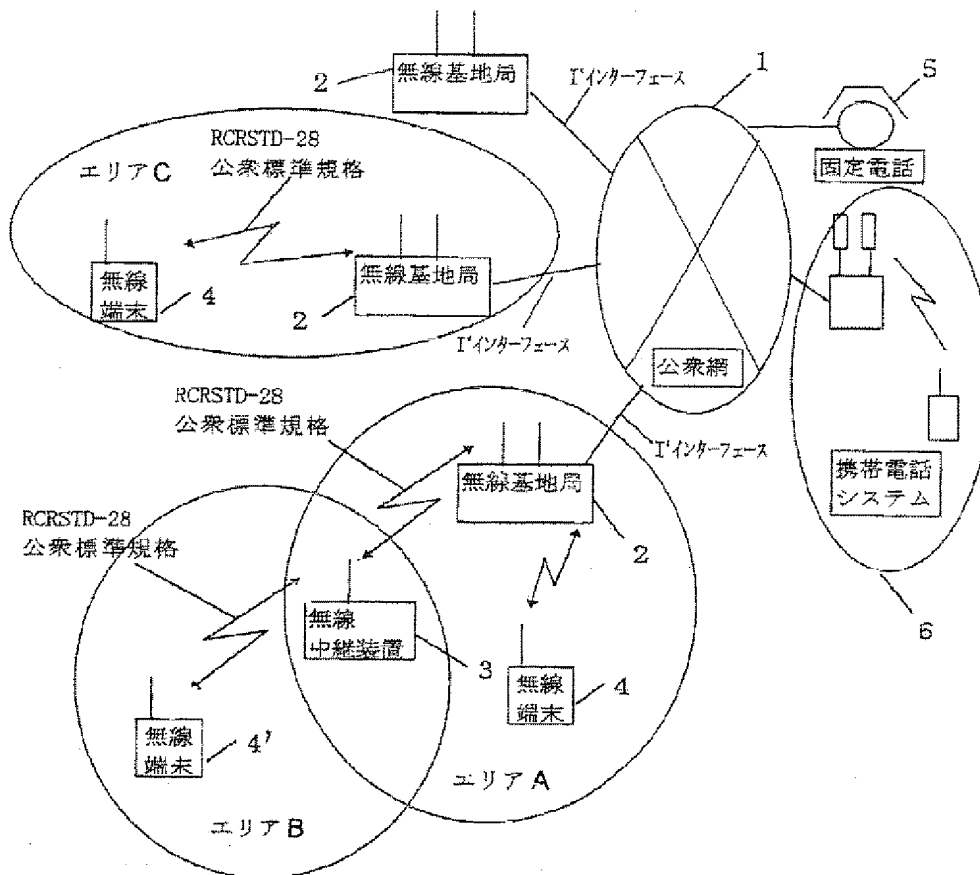 2
無線基地局
I'インターフェース
1
5
固定電話
RCRSTD-28
公衆標準規格
エリアC
無線
端末
4
無線基地局
2
I'インターフェース
公衆網
I'インターフェース
携帯電話
システム
6
RCRSTD-28
公衆標準規格
無線基地局
2
RCRSTD-28
公衆標準規格
無線
中継装置
3
無線
端末
4
無線
端末
4'
エリアA
エリアB